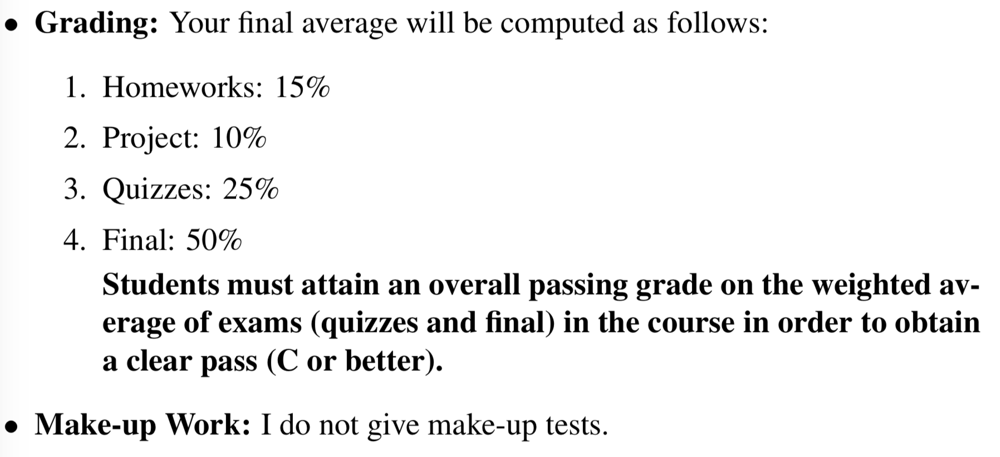 • Grading: Your final average will be computed as follows:
1. Homeworks: 15%
2. Project: 10%
3. Quizzes: 25%
4. Final: 50%
Students must attain an overall passing grade on the weighted av-
erage of exams (quizzes and final) in the course in order to obtain
a clear pass (C or better).
• Make-up Work: I do not give make-up tests.